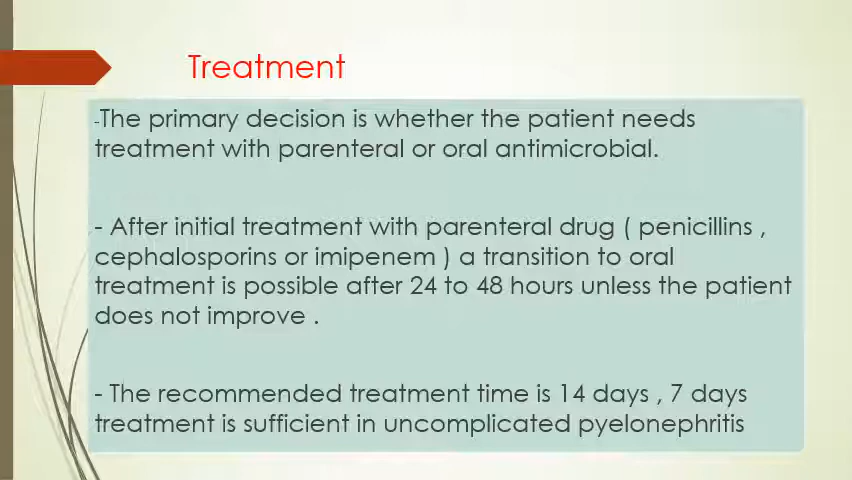 Treatment
-The primary decision is whether the patient needs
treatment with parenteral or oral antimicrobial.
- After initial treatment with parenteral drug ( penicillins ,
cephalosporins or imipenem ) a transition to oral
treatment is possible after 24 to 48 hours unless the patient
does not improve .
- The recommended treatment time is 14 days , 7 days
treatment is sufficient in uncomplicated pyelonephritis